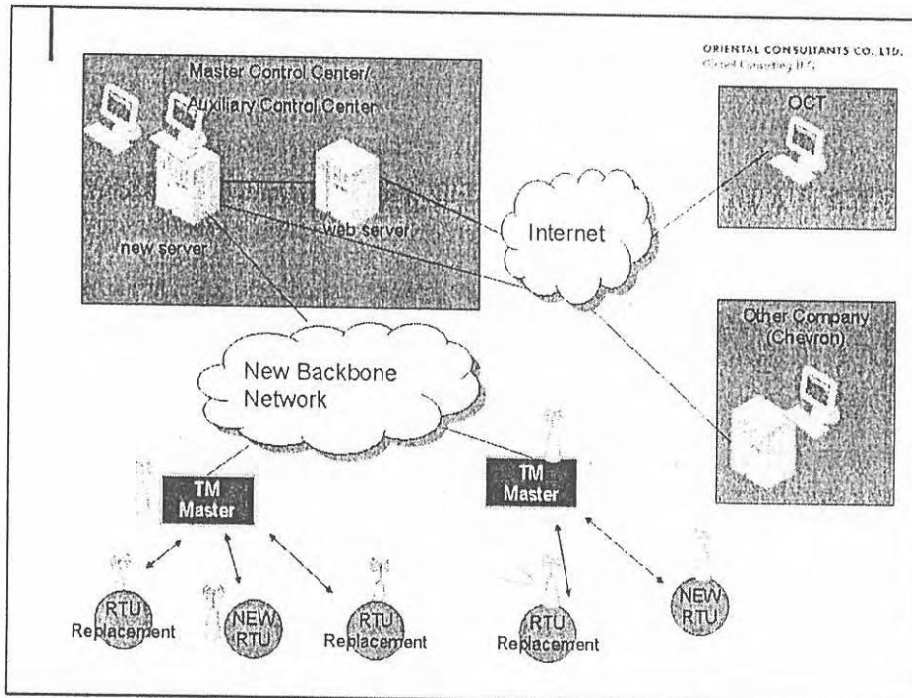 ORIENTAL CONSULTANTS CO., LTD.
Master Control Center/
Auxiliary Control Center
new server
web server
Internet
OCT
Other Company
(Chevron)
New Backbone
Network
TM
Master
TM
Master
RTU
Replacement
NEW
RTU
RTU
Replacement
RTU
Replacement
NEW
RTU